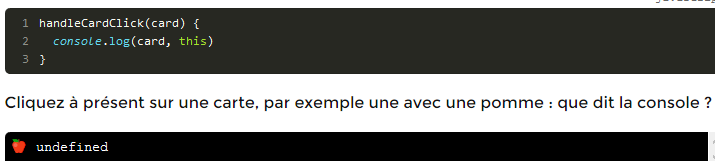 1 handleCardClick(card) {
2 console.log(card, this)
3 }
Cliquez à présent sur une carte, par exemple une avec une pomme : que dit la console ?
🍎 undefined